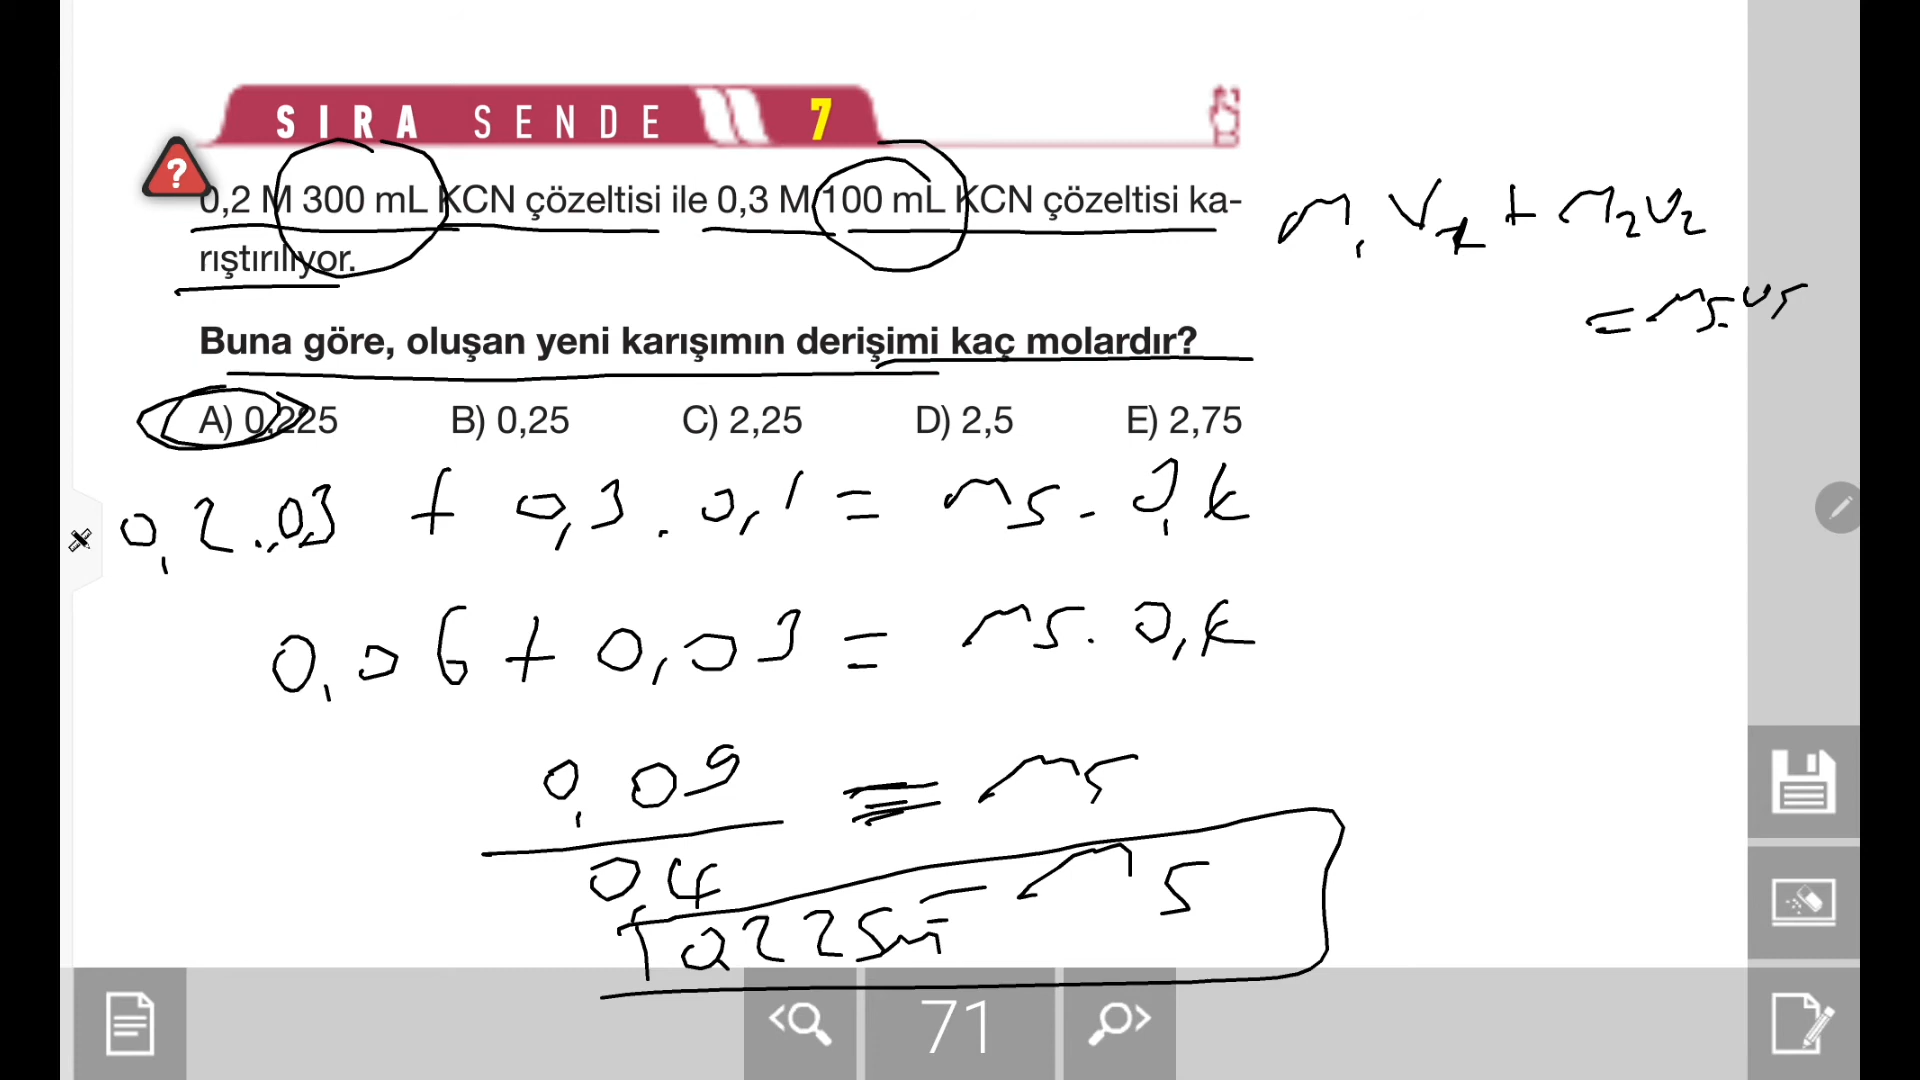 SIRA SENDE 7
?
0,2 M 300 mL KCN çözeltisi ile 0,3 M 100 mL KCN çözeltisi ka-
rıştırılıyor.
M1 V1 + M2V2
= Ms.Vs
Buna göre, oluşan yeni karışımın derişimi kaç molardır?
A) 0,225 B) 0,25 C) 2,25 D) 2,5 E) 2,75
0,2.0,3 + 0,3.0,1 = Ms.0,4
0,06 + 0,03 = Ms.0,4
0,09 = Ms
0,4
0,225M = Ms
71